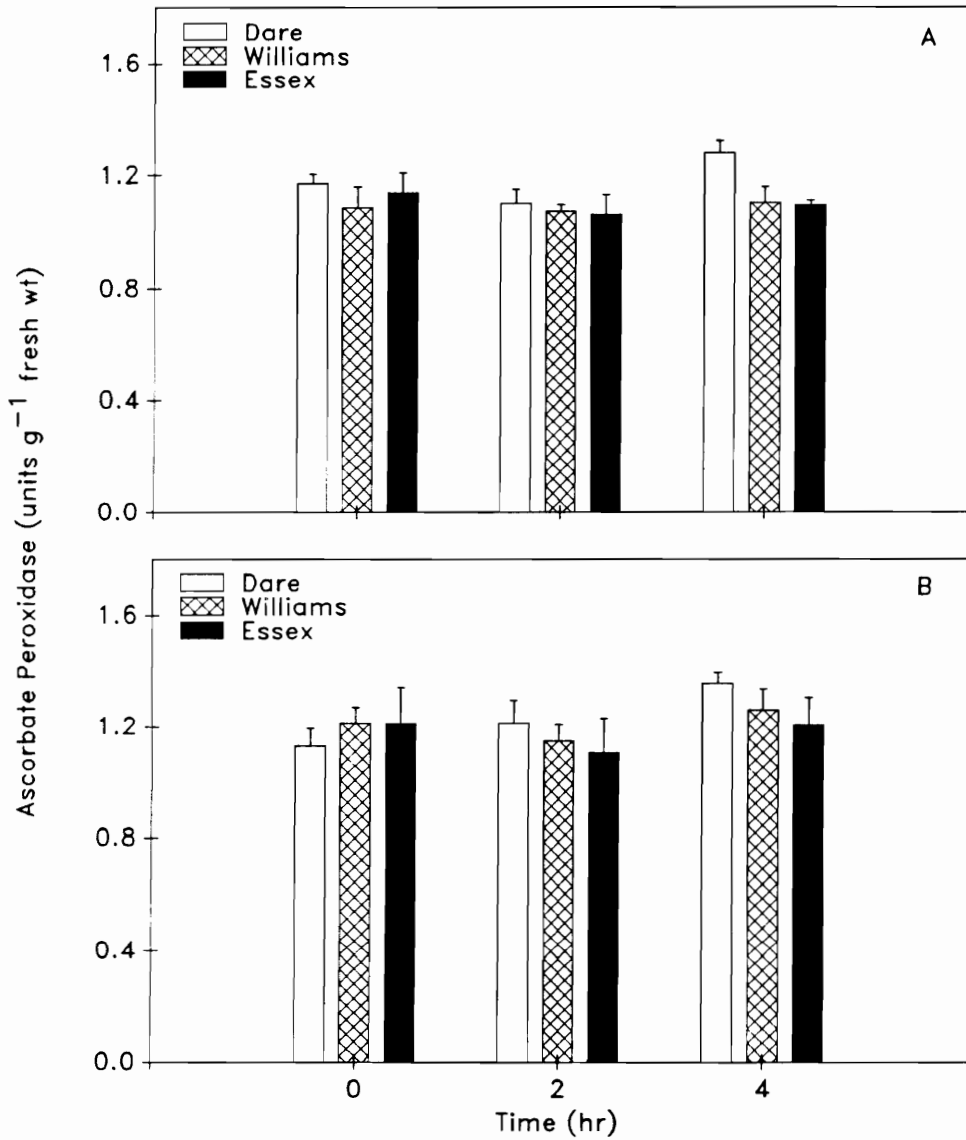 Ascorbate Peroxidase (units g⁻¹ fresh wt)
A
Dare
Williams
Essex
1.6
1.2
0.8
0.4
0.0
B
Dare
Williams
Essex
1.6
1.2
0.8
0.4
0.0
0 2 4
Time (hr)